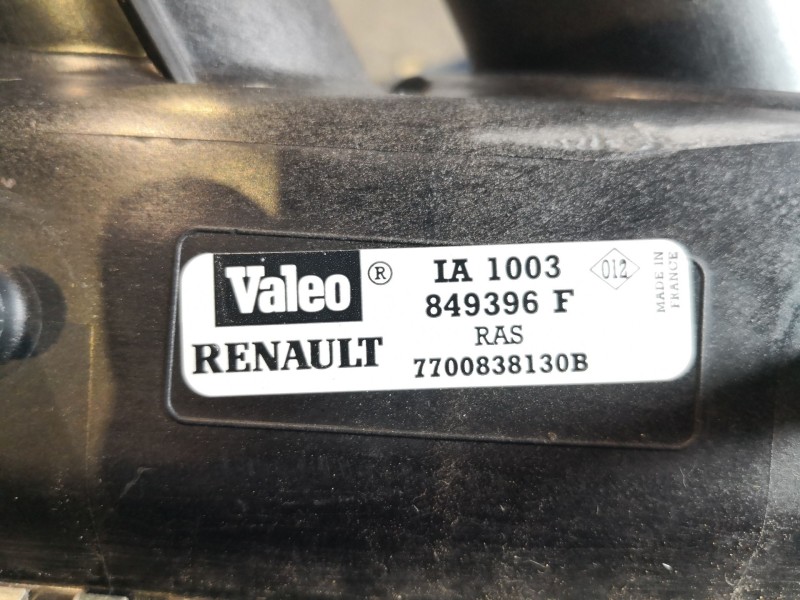 Valeo ® IA 1003 012
849396 F
RENAULT RAS
7700838130B
MADE IN
FRANCE